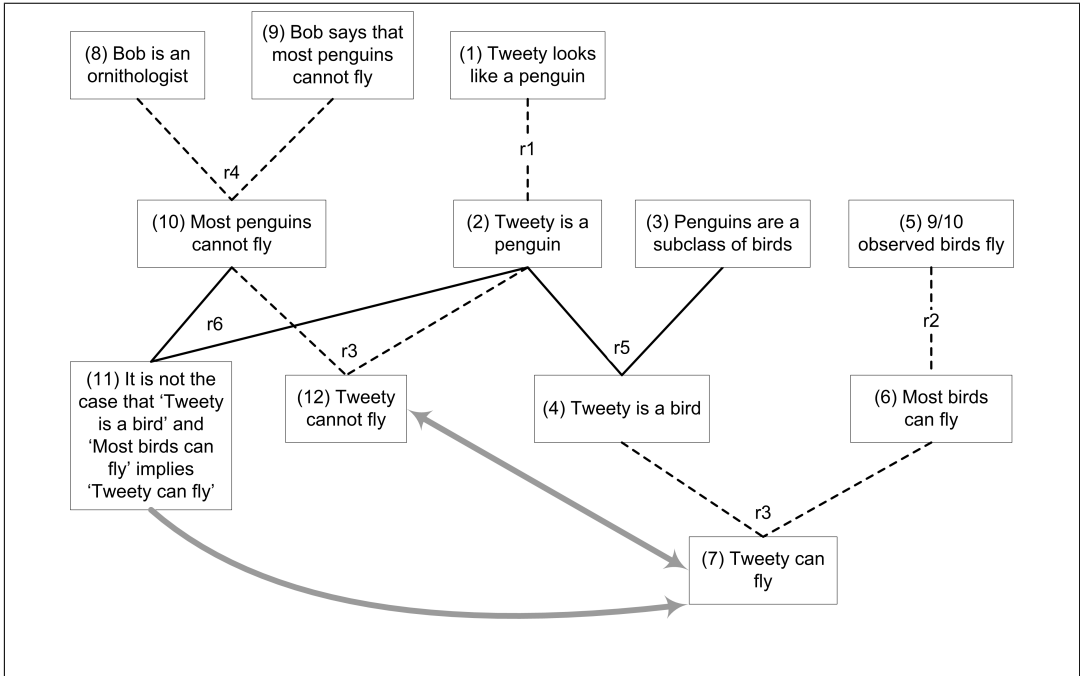 (8) Bob is an
ornithologist
(9) Bob says that
most penguins
cannot fly
(1) Tweety looks
like a penguin
r4
r1
(10) Most penguins
cannot fly
(2) Tweety is a
penguin
(3) Penguins are a
subclass of birds
(5) 9/10
observed birds fly
r6
r3
r5
r2
(11) It is not the
case that ‘Tweety
is a bird’ and
‘Most birds can
fly’ implies
‘Tweety can fly’
(12) Tweety
cannot fly
(4) Tweety is a bird
(6) Most birds
can fly
r3
(7) Tweety can
fly